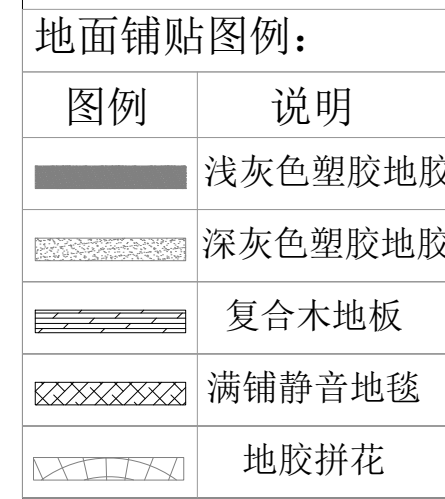 地面铺贴图例：
图例 说明
浅灰色塑胶地胶
深灰色塑胶地胶
复合木地板
满铺静音地毯
地胶拼花